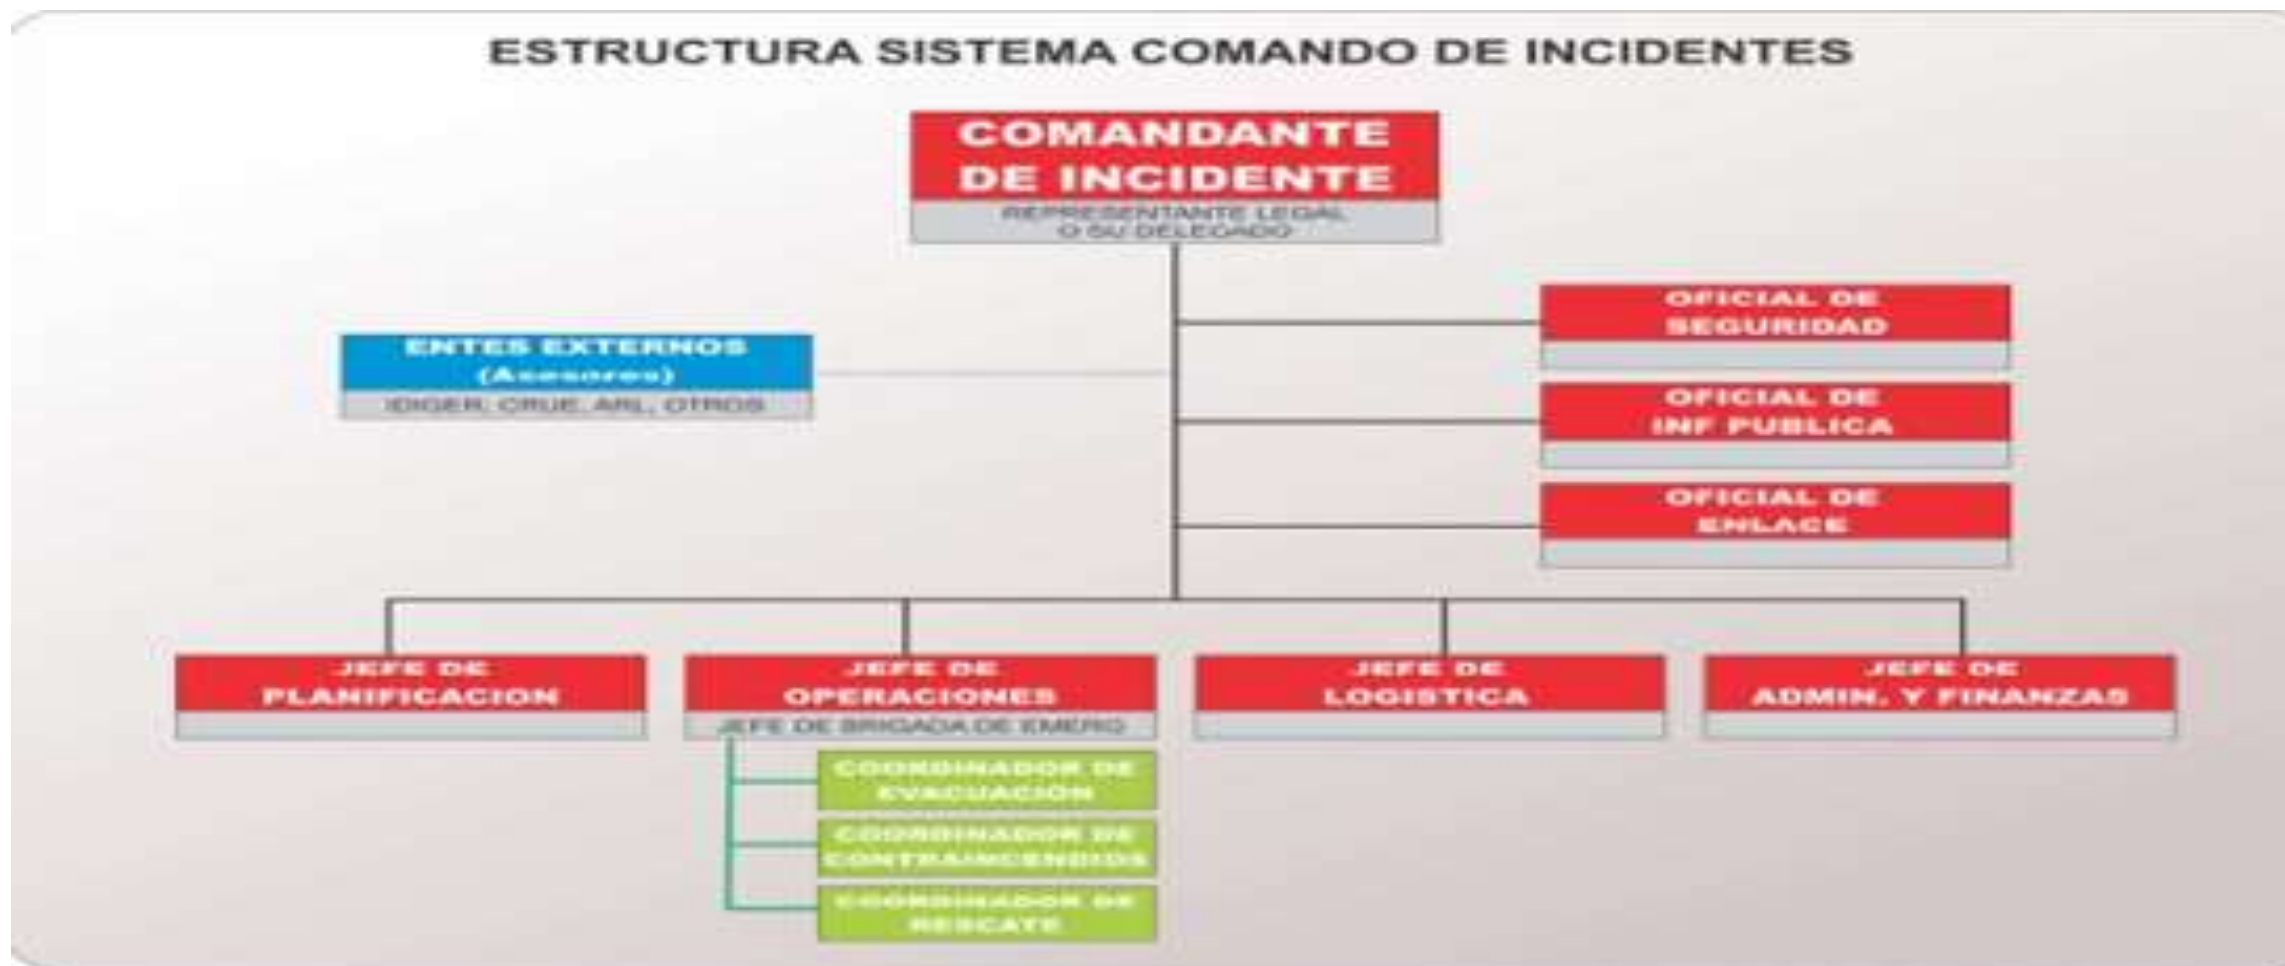 ESTRUCTURA SISTEMA COMANDO DE INCIDENTES
COMANDANTE
DE INCIDENTE
REPRESENTANTE LEGAL
O SU DELEGADO
OFICIAL DE
SEGURIDAD
ENTES EXTERNOS
(Asesores)
IDIGER, CRUE, ARL, OTROS
OFICIAL DE
INF PUBLICA
OFICIAL DE
ENLACE
JEFE DE
PLANIFICACION
JEFE DE
OPERACIONES
JEFE DE BRIGADA DE EMERG
JEFE DE
LOGISTICA
JEFE DE
ADMIN. Y FINANZAS
COORDINADOR DE
EVACUACIÓN
COORDINADOR DE
CONTRAINCENDIOS
COORDINADOR DE
RESCATE